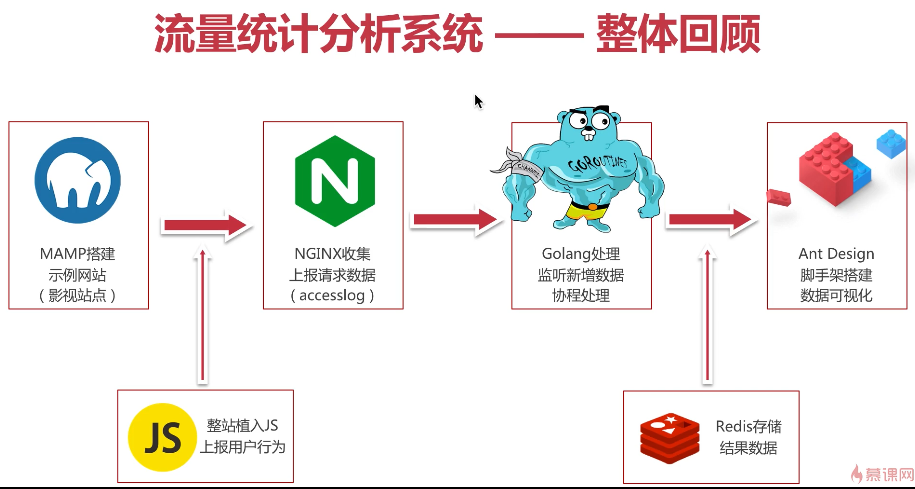 流量统计分析系统 —— 整体回顾
MAMP搭建
示例网站
（影视站点）
NGINX收集
上报请求数据
（accesslog）
CHANNEL
GOROUTINES
Golang处理
监听新增数据
协程处理
Ant Design
脚手架搭建
数据可视化
JS
整站植入JS
上报用户行为
Redis存储
结果数据
慕课网